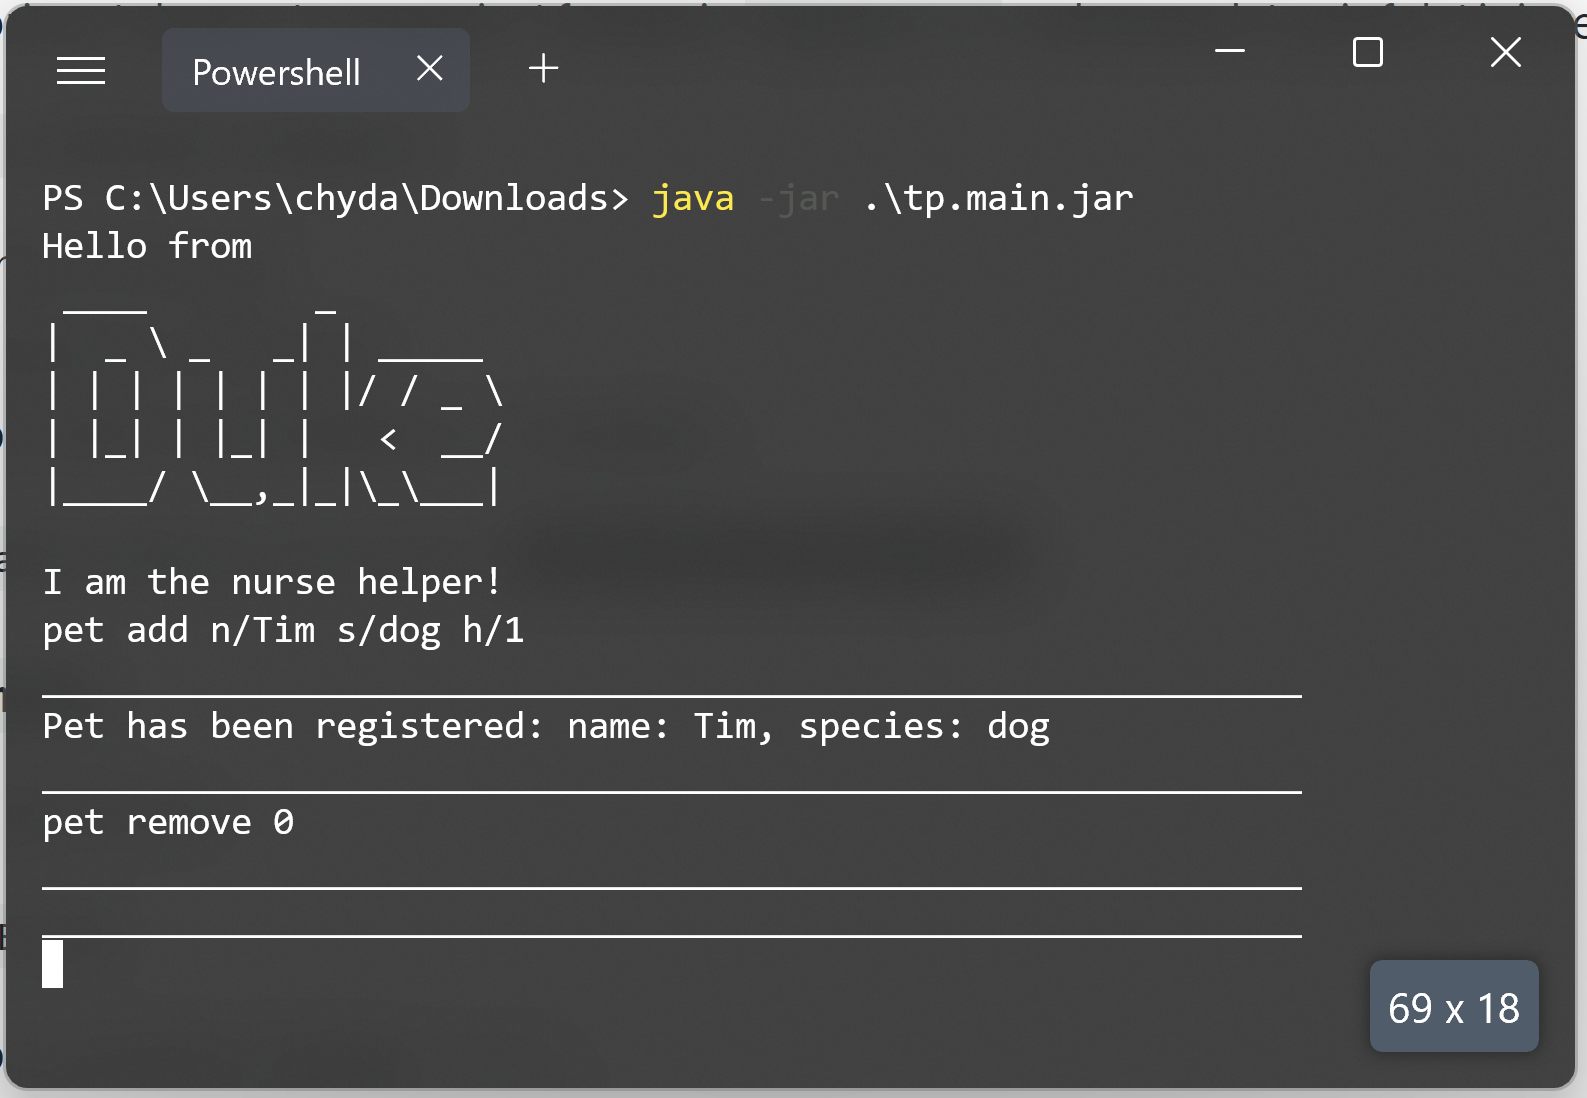 Powershell
PS C:\Users\chyda\Downloads> java -jar .\tp.main.jar
Hello from
 ____        _
|  _ \ _   _| | _____
| | | | | | | |/ / _ \
| |_| | |_| |   <  __/
|____/ \__,_|_|\_\___|
I am the nurse helper!
pet add n/Tim s/dog h/1
____________________________________________________________
Pet has been registered: name: Tim, species: dog
____________________________________________________________
pet remove 0
____________________________________________________________
____________________________________________________________
69 x 18